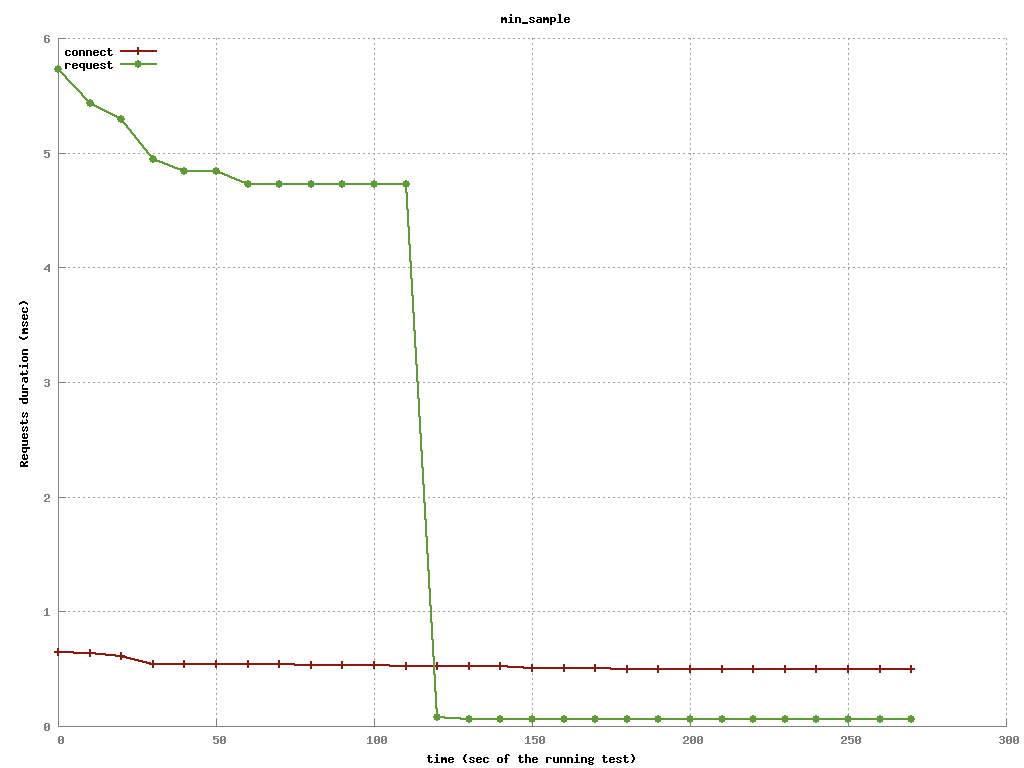 min_sample
connect
request
6
5
4
3
2
1
0
Requests duration (msec)
0 50 100 150 200 250 300
time (sec of the running test)